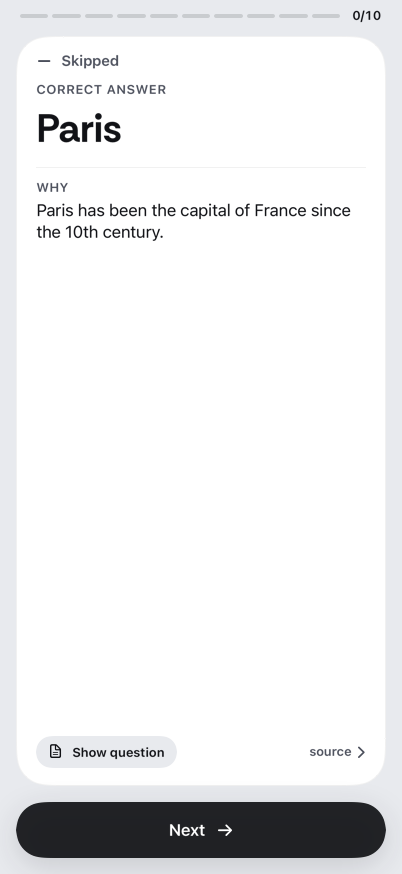 0/10
Skipped
CORRECT ANSWER
Paris
WHY
Paris has been the capital of France since
the 10th century.
Show question
source
Next